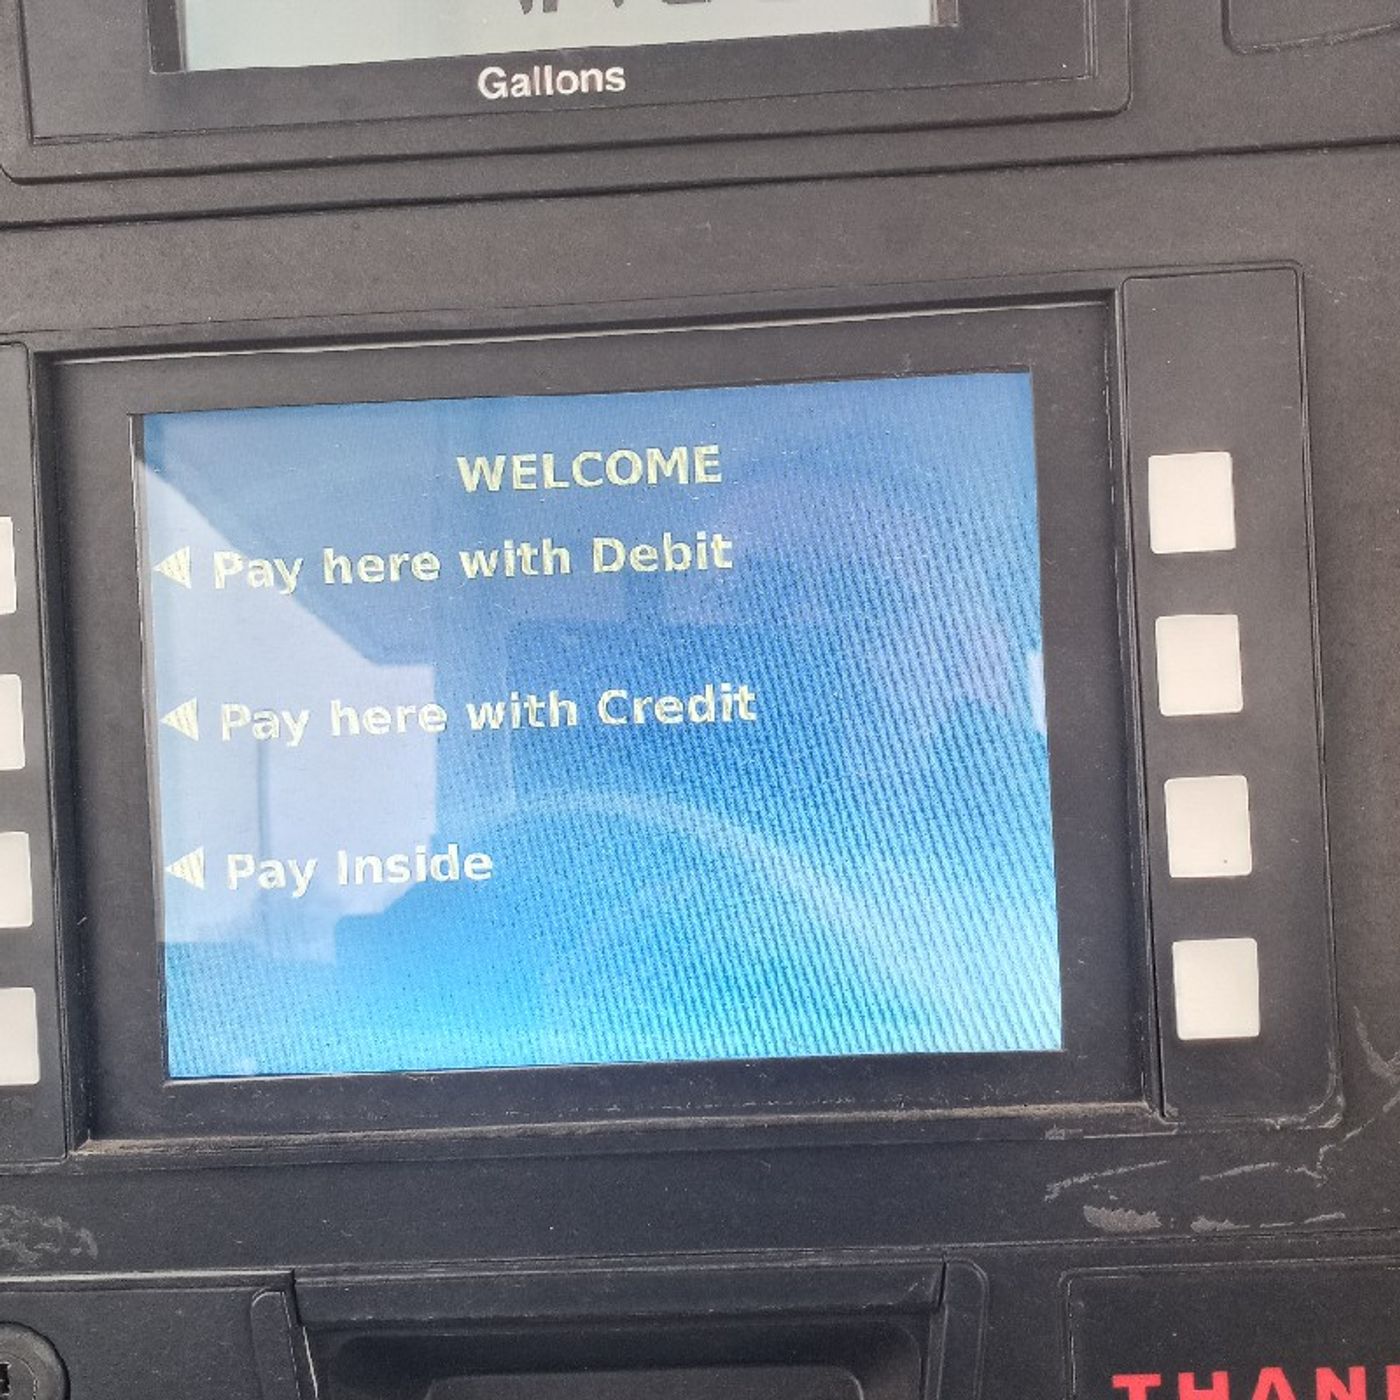 Gallons
WELCOME
Pay here with Debit
Pay here with Credit
Pay Inside